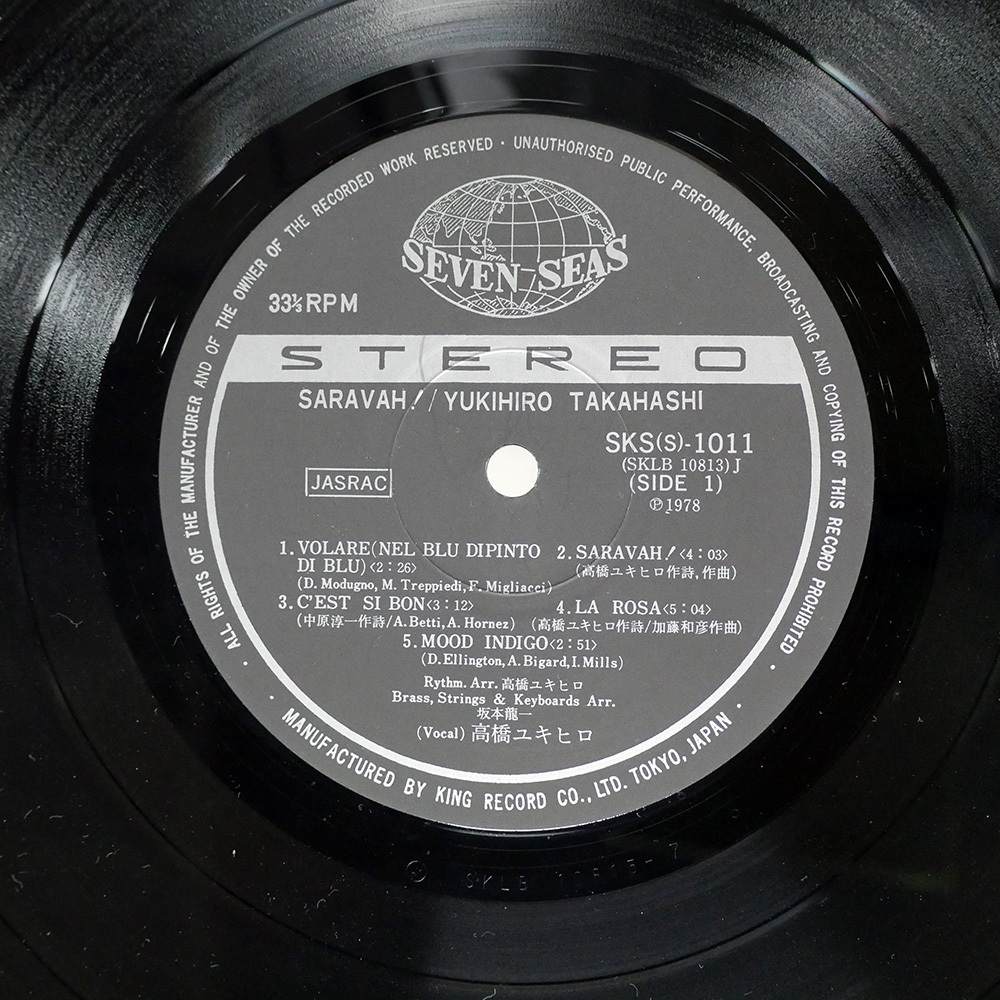 ALL RIGHTS OF THE MANUFACTURER AND OF THE OWNER OF THE RECORDED WORK RESERVED · UNAUTHORISED PUBLIC PERFORMANCE, BROADCASTING AND COPYING OF THIS RECORD PROHIBITED ·
SEVEN SEAS
33⅓RPM
STEREO
SARAVAH!/YUKIHIRO TAKAHASHI
SKS(S)-1011
(SKLB 10813)J
JASRAC
(SIDE 1)
Ⓟ1978
1.VOLARE(NEL BLU DIPINTO
DI BLU)<2:26>
(D. Modugno, M. Treppiedi, F. Migliacci)
2.SARAVAH!<4:03>
(高橋ユキヒロ作詩,作曲)
3.C'EST SI BON<3:12>
(中原淳一作詩/A. Betti, A. Hornez)
4.LA ROSA<5:04>
(高橋ユキヒロ作詩/加藤和彦作曲)
5.MOOD INDIGO<2:51>
(D. Ellington, A. Bigard, I. Mills)
Rythm. Arr. 高橋ユキヒロ
Brass, Strings & Keyboards Arr.
坂本龍一
(Vocal) 高橋ユキヒロ
· MANUFACTURED BY KING RECORD CO., LTD. TOKYO, JAPAN ·